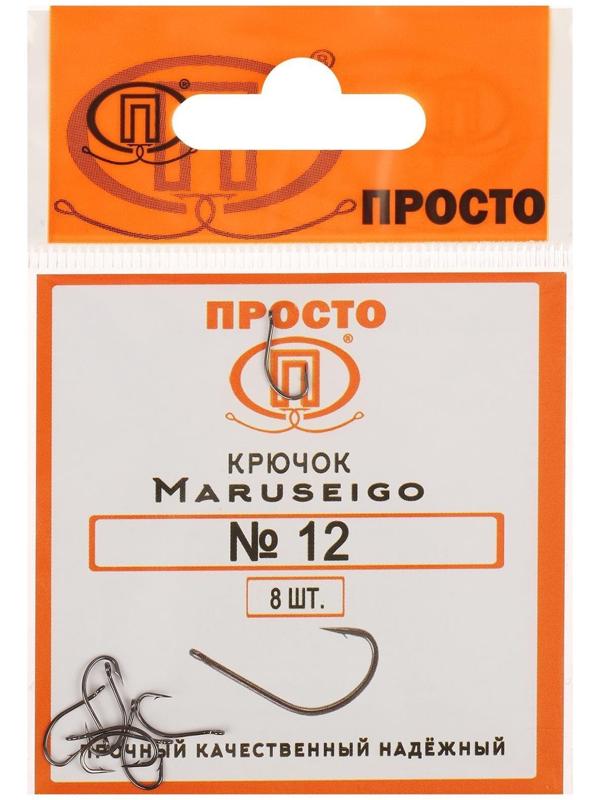 П®
®
ПРОСТО
ПРОСТО
П®
КРЮЧОК
MARUSEIGO
№ 12
8 ШТ.
ПРОЧНЫЙ КАЧЕСТВЕННЫЙ НАДЁЖНЫЙ